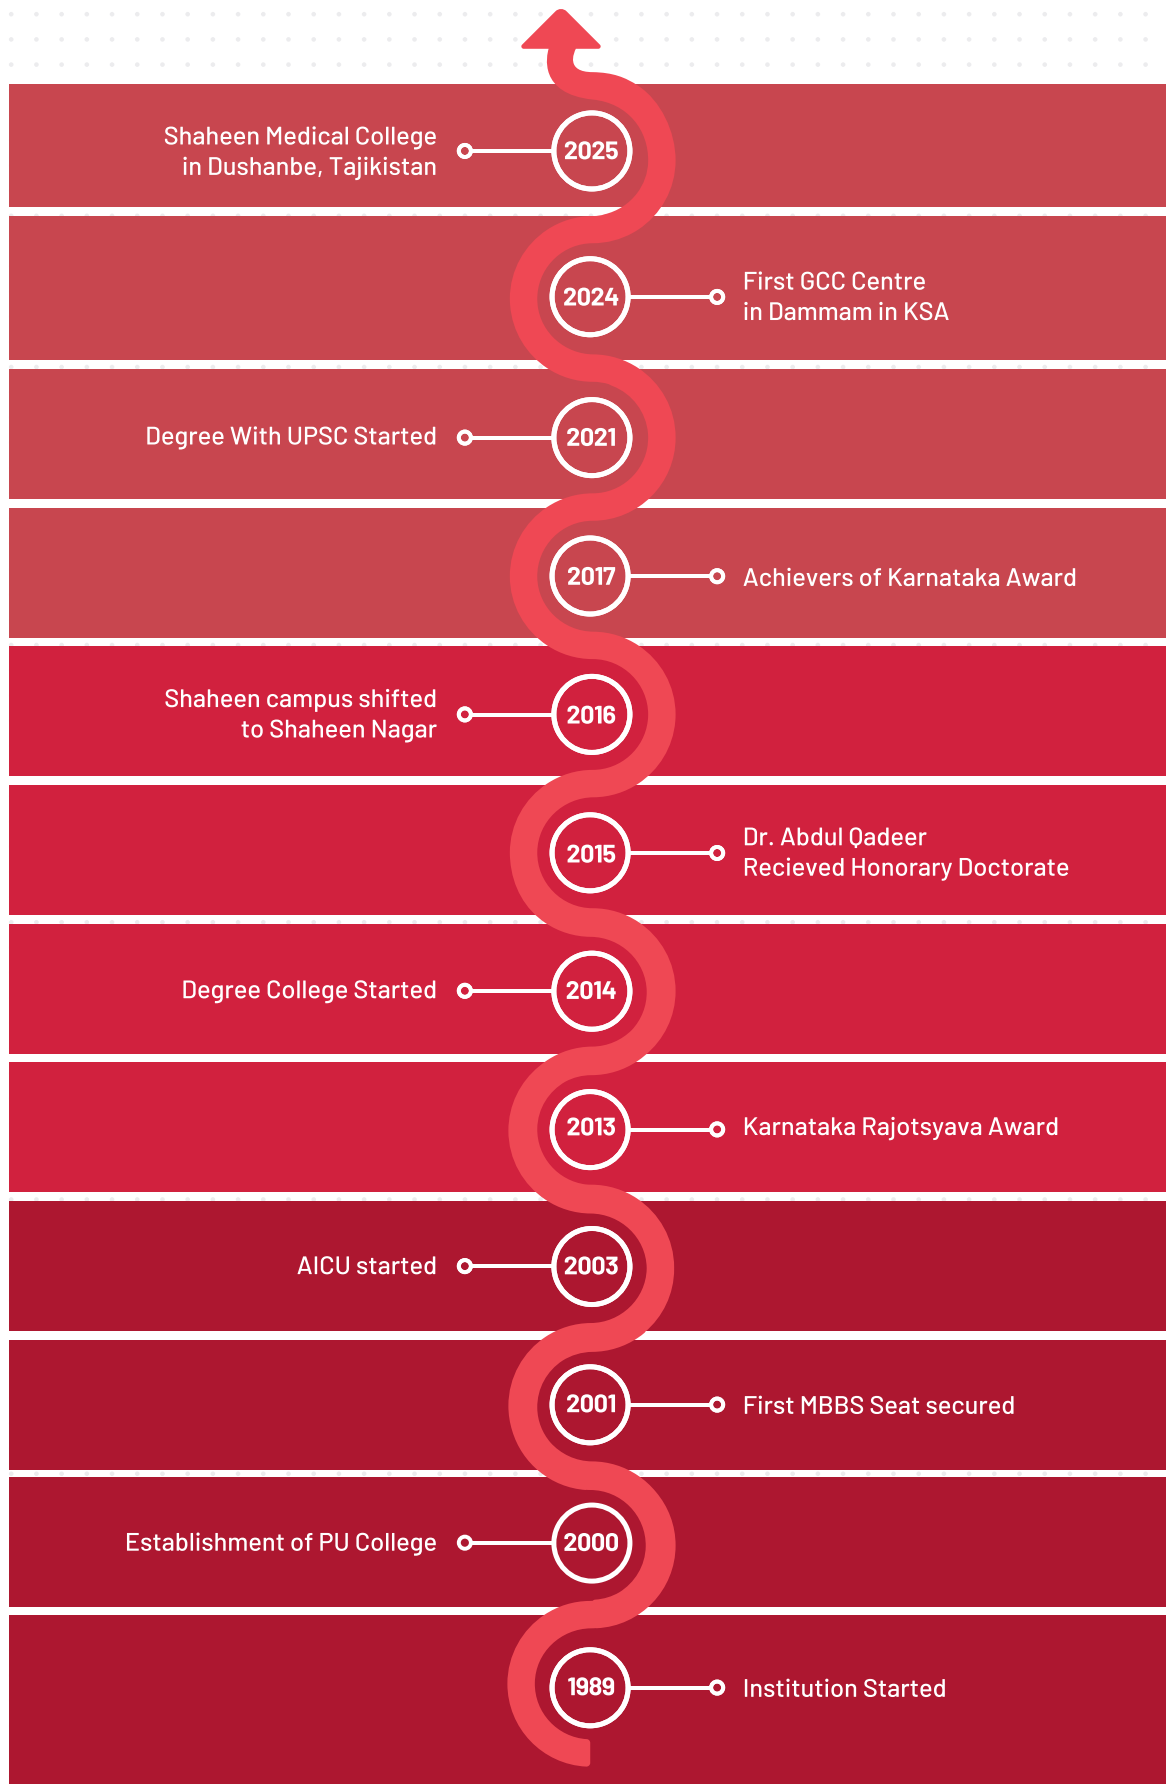 Shaheen Medical College
in Dushanbe, Tajikistan
2025
2024
First GCC Centre
in Dammam in KSA
Degree With UPSC Started
2021
2017
Achievers of Karnataka Award
Shaheen campus shifted
to Shaheen Nagar
2016
2015
Dr. Abdul Qadeer
Recieved Honorary Doctorate
Degree College Started
2014
2013
Karnataka Rajotsyava Award
AICU started
2003
2001
First MBBS Seat secured
Establishment of PU College
2000
1989
Institution Started